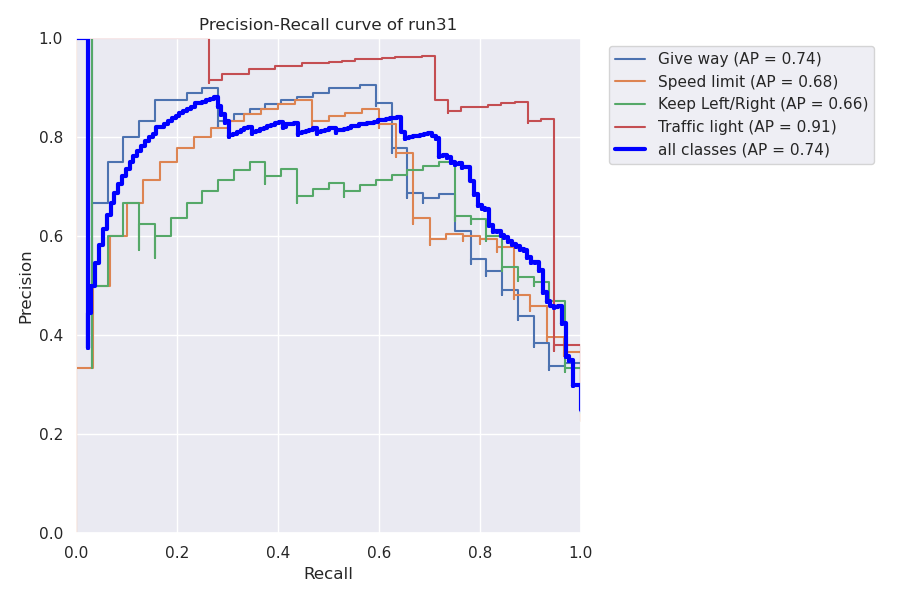 Precision-Recall curve of run31
1.0
0.8
0.6
0.4
0.2
0.0
Precision
0.0 0.2 0.4 0.6 0.8 1.0
Recall
Give way (AP = 0.74)
Speed limit (AP = 0.68)
Keep Left/Right (AP = 0.66)
Traffic light (AP = 0.91)
all classes (AP = 0.74)